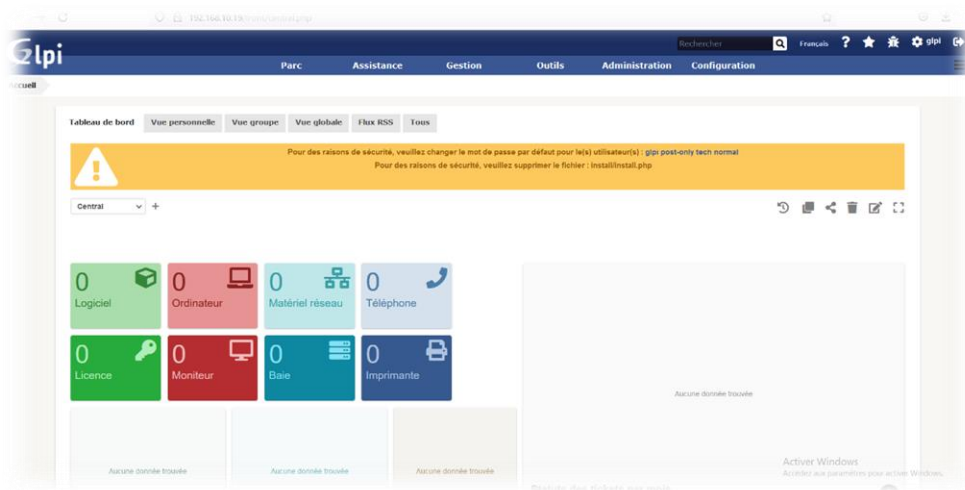 192.168.10.19
Glpi
Rechercher
Français
?
glpi
Parc Assistance Gestion Outils Administration Configuration
Accueil
Tableau de bord Vue personnelle Vue groupe Vue globale Flux RSS Tous
Pour des raisons de sécurité, veuillez changer le mot de passe par défaut pour le(s) utilisateur(s) : glpi post-only tech normal
Pour des raisons de sécurité, veuillez supprimer le fichier : install/install.php
Central
+
0 Logiciel
0 Ordinateur
0 Matériel réseau
0 Téléphone
0 Licence
0 Moniteur
0 Baie
0 Imprimante
Aucune donnée trouvée
Aucune donnée trouvée
Aucune donnée trouvée
Aucune donnée trouvée
Activer Windows
Accédez aux paramètres pour activer Windows.